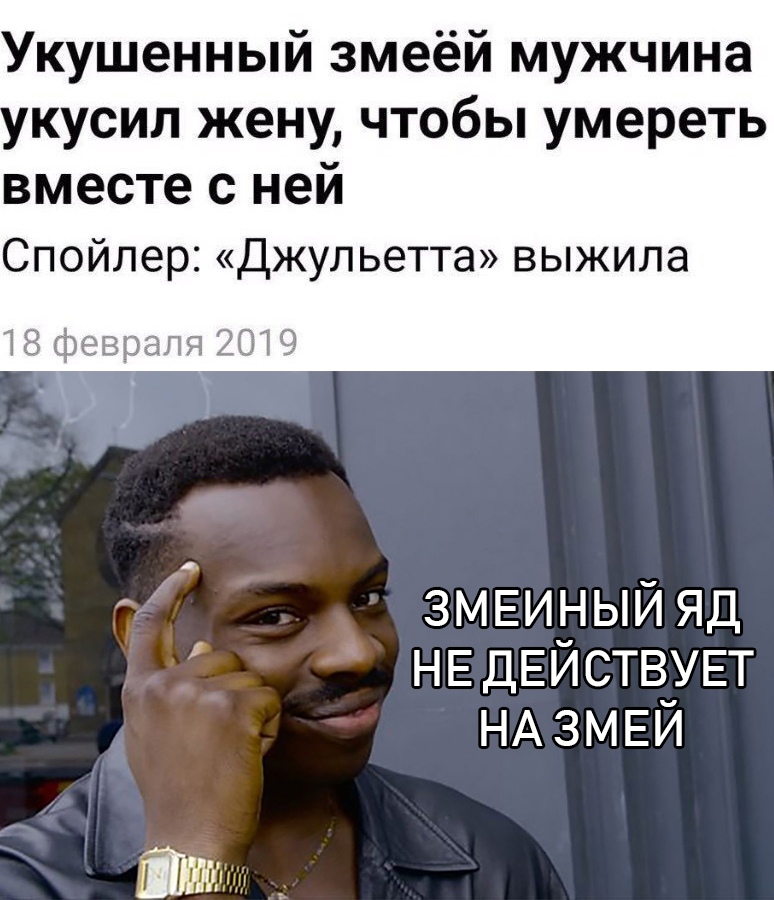 Укушенный змеёй мужчина
укусил жену, чтобы умереть
вместе с ней
Спойлер: «Джульетта» выжила
18 февраля 2019
ЗМЕИНЫЙ ЯД
НЕ ДЕЙСТВУЕТ
НА ЗМЕЙ